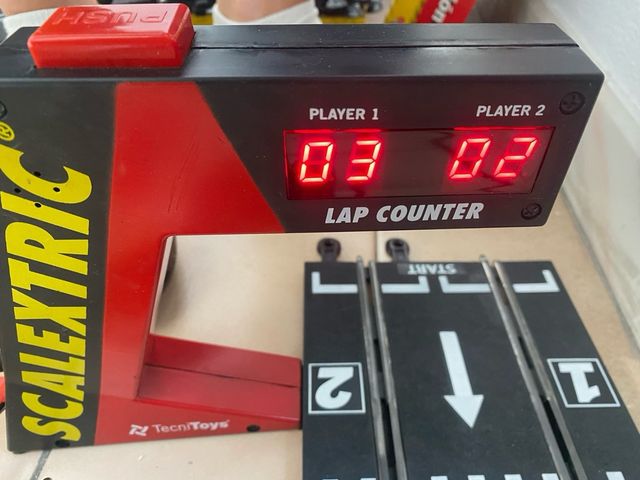 PUSH
PLAYER 1
PLAYER 2
03
02
LAP COUNTER
SCALEXTRIC®
START
2
1
TecniToys